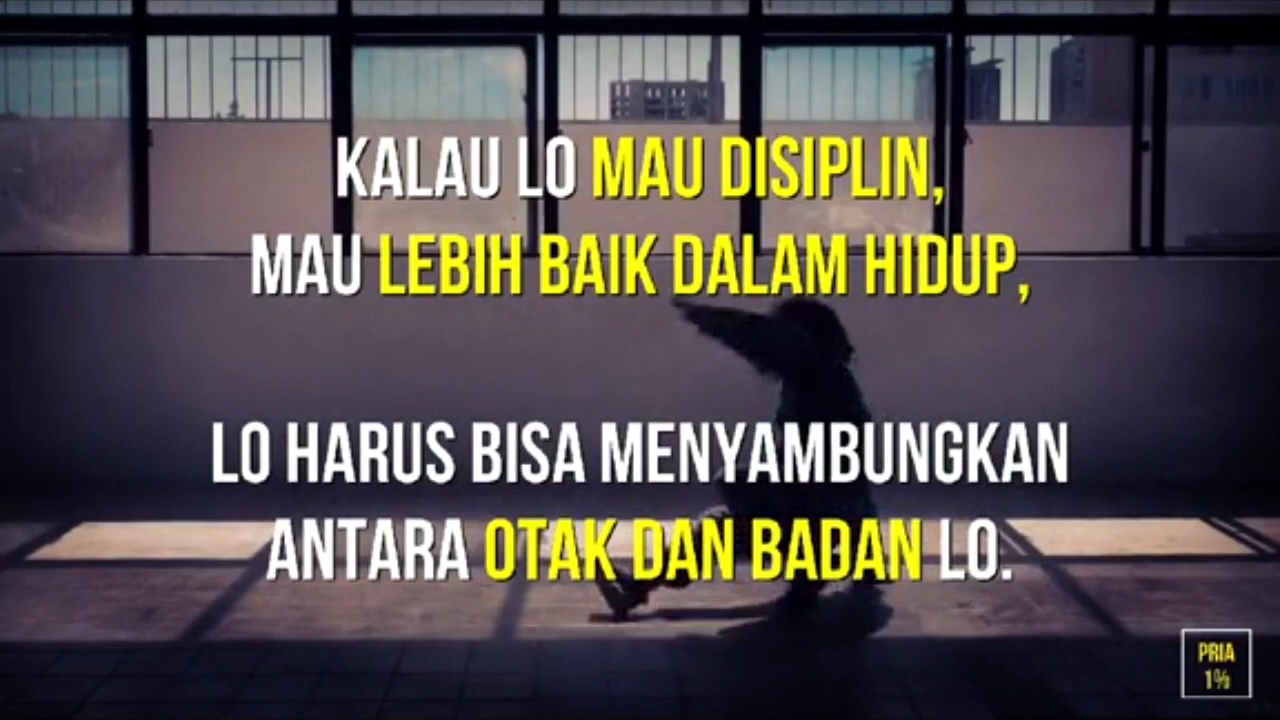 KALAU LO MAU DISIPLIN,
MAU LEBIH BAIK DALAM HIDUP,
LO HARUS BISA MENYAMBUNGKAN
ANTARA OTAK DAN BADAN LO.
PRIA
1%